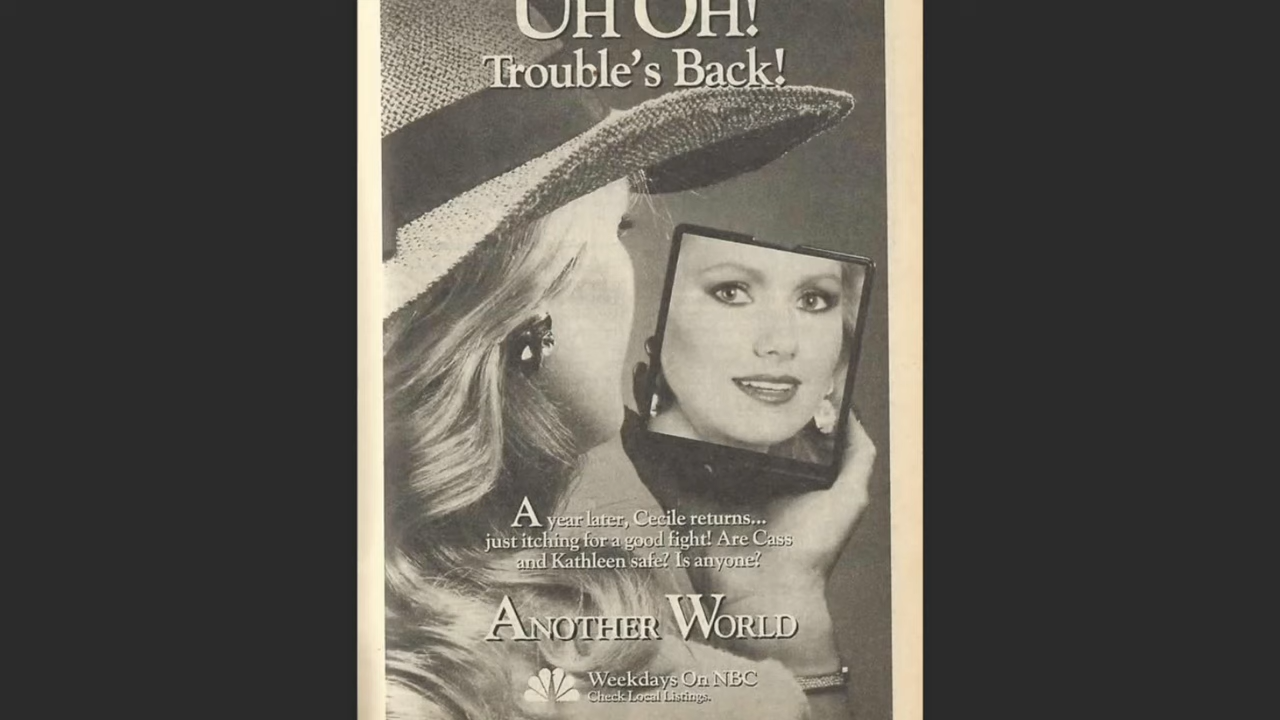 UH OH!
Trouble's Back!
A year later, Cecile returns...
just itching for a good fight! Are Cass
and Kathleen safe? Is anyone?
ANOTHER WORLD
Weekdays On NBC
Check Local Listings.